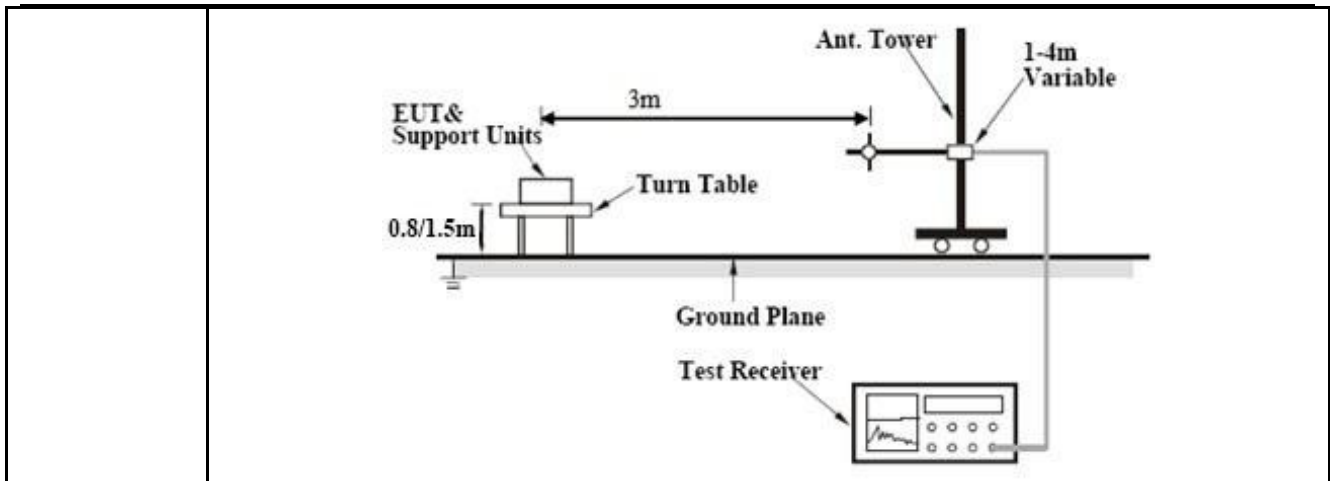 Ant. Tower
1-4m
Variable
3m
EUT&
Support Units
Turn Table
0.8/1.5m
Ground Plane
Test Receiver